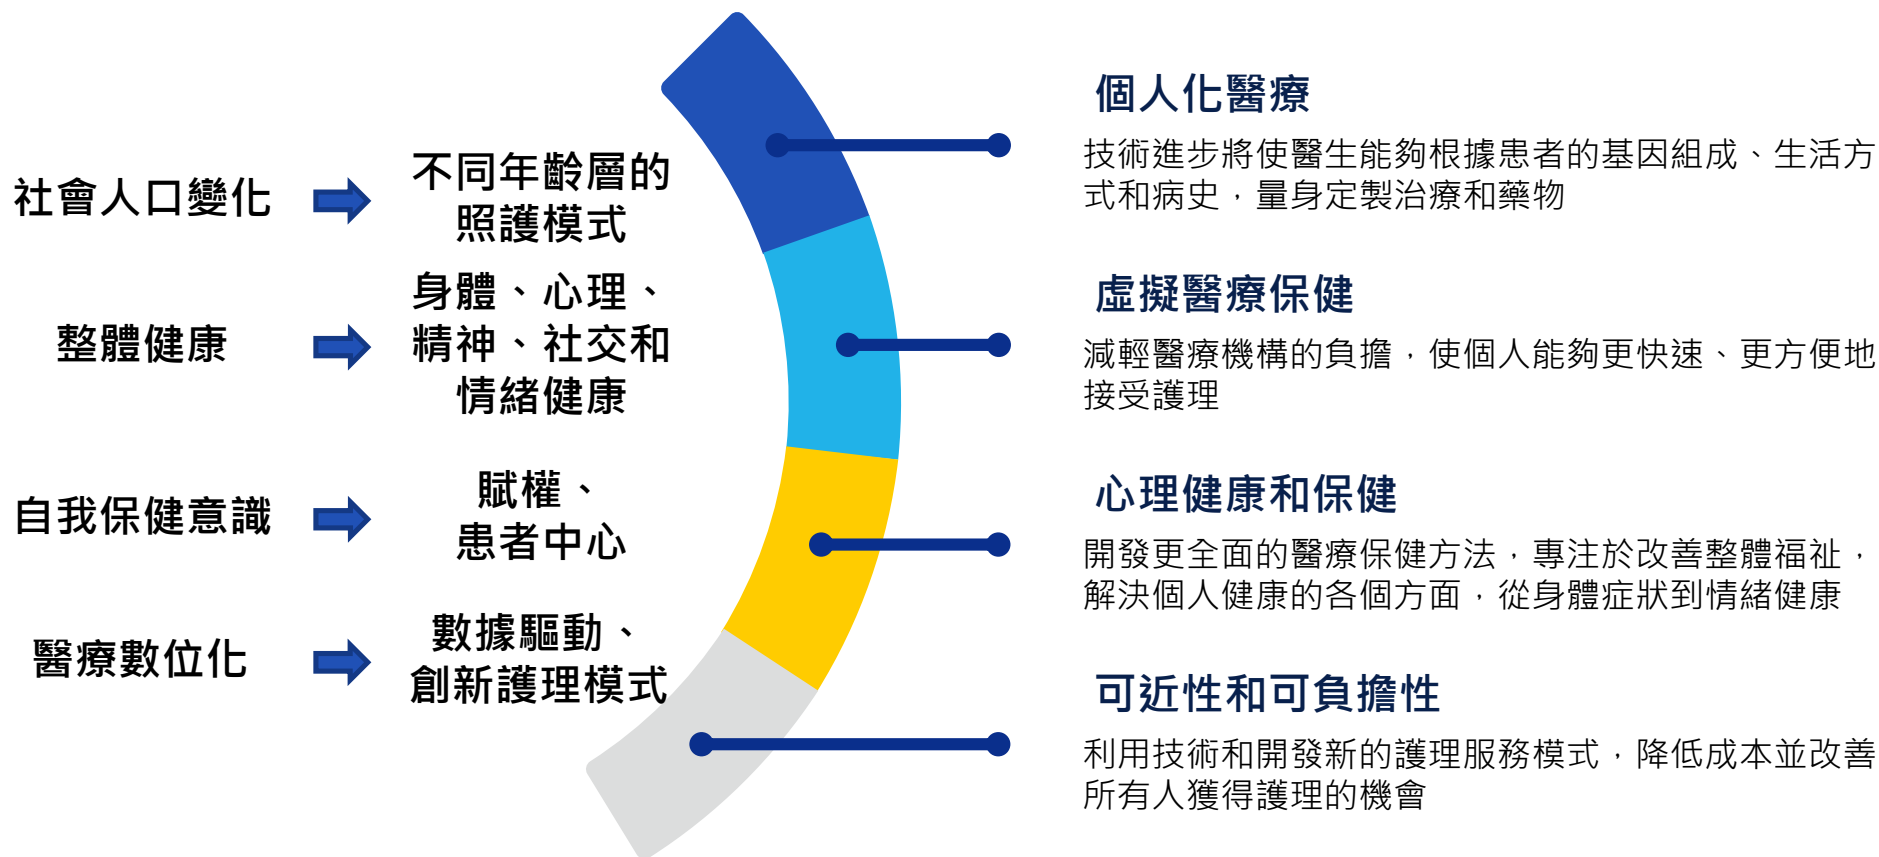 社會人口變化
不同年齡層的
照護模式
整體健康
身體、心理、
精神、社交和
情緒健康
自我保健意識
賦權、
患者中心
醫療數位化
數據驅動、
創新護理模式
個人化醫療
技術進步將使醫生能夠根據患者的基因組成、生活方
式和病史，量身定製治療和藥物
虛擬醫療保健
減輕醫療機構的負擔，使個人能夠更快速、更方便地
接受護理
心理健康和保健
開發更全面的醫療保健方法，專注於改善整體福祉，
解決個人健康的各個方面，從身體症狀到情緒健康
可近性和可負擔性
利用技術和開發新的護理服務模式，降低成本並改善
所有人獲得護理的機會